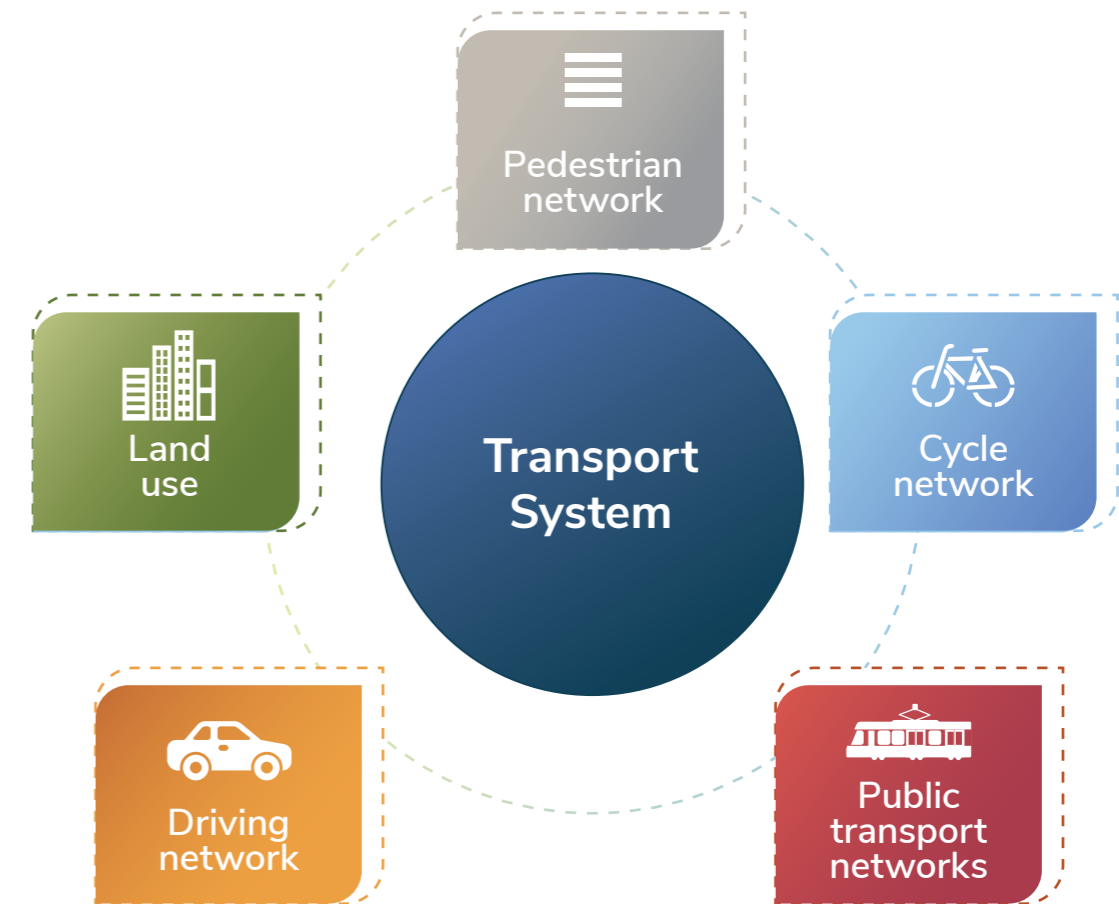 Pedestrian
network
Land
use
Transport
System
Cycle
network
Driving
network
Public
transport
networks